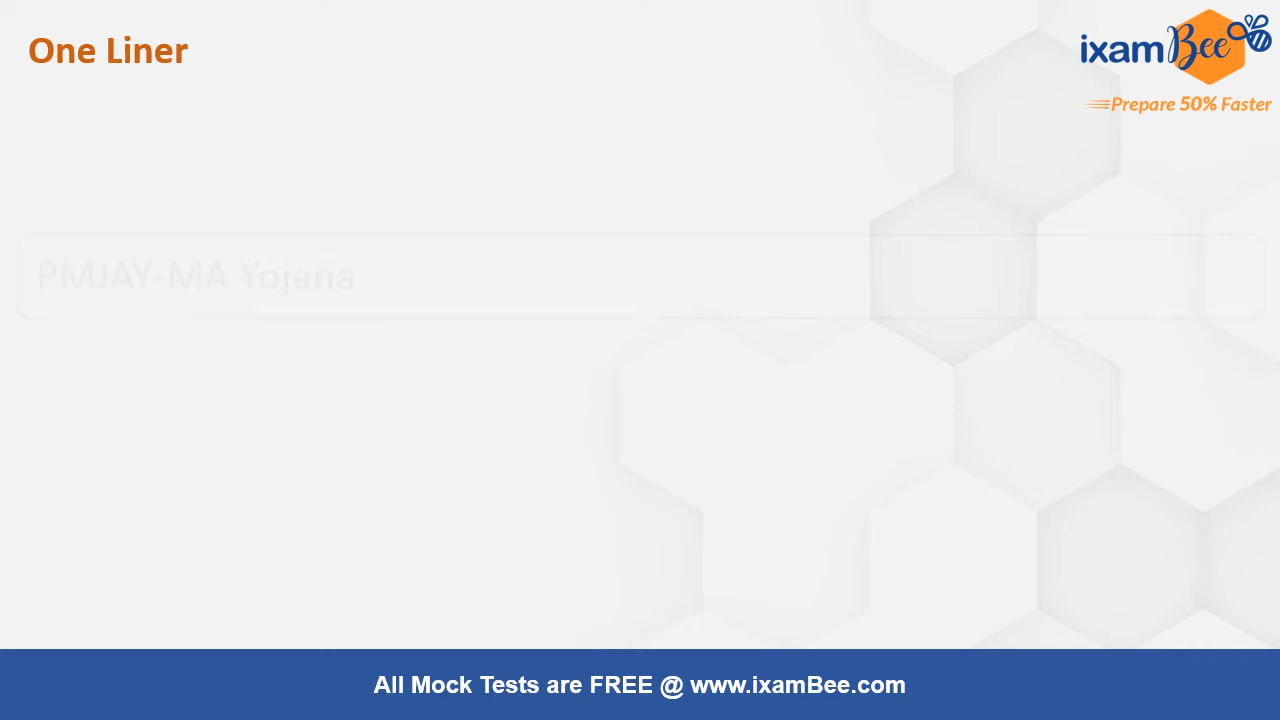 One Liner
ixamBee
Prepare 50% Faster
PMJAY-MA Yojana
All Mock Tests are FREE @ www.ixamBee.com